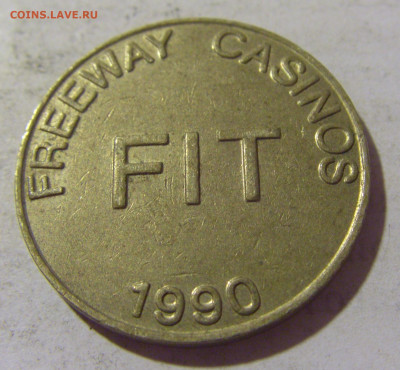 COINS.LAVE.RU
FREEWAY CASINOS
FIT
1990